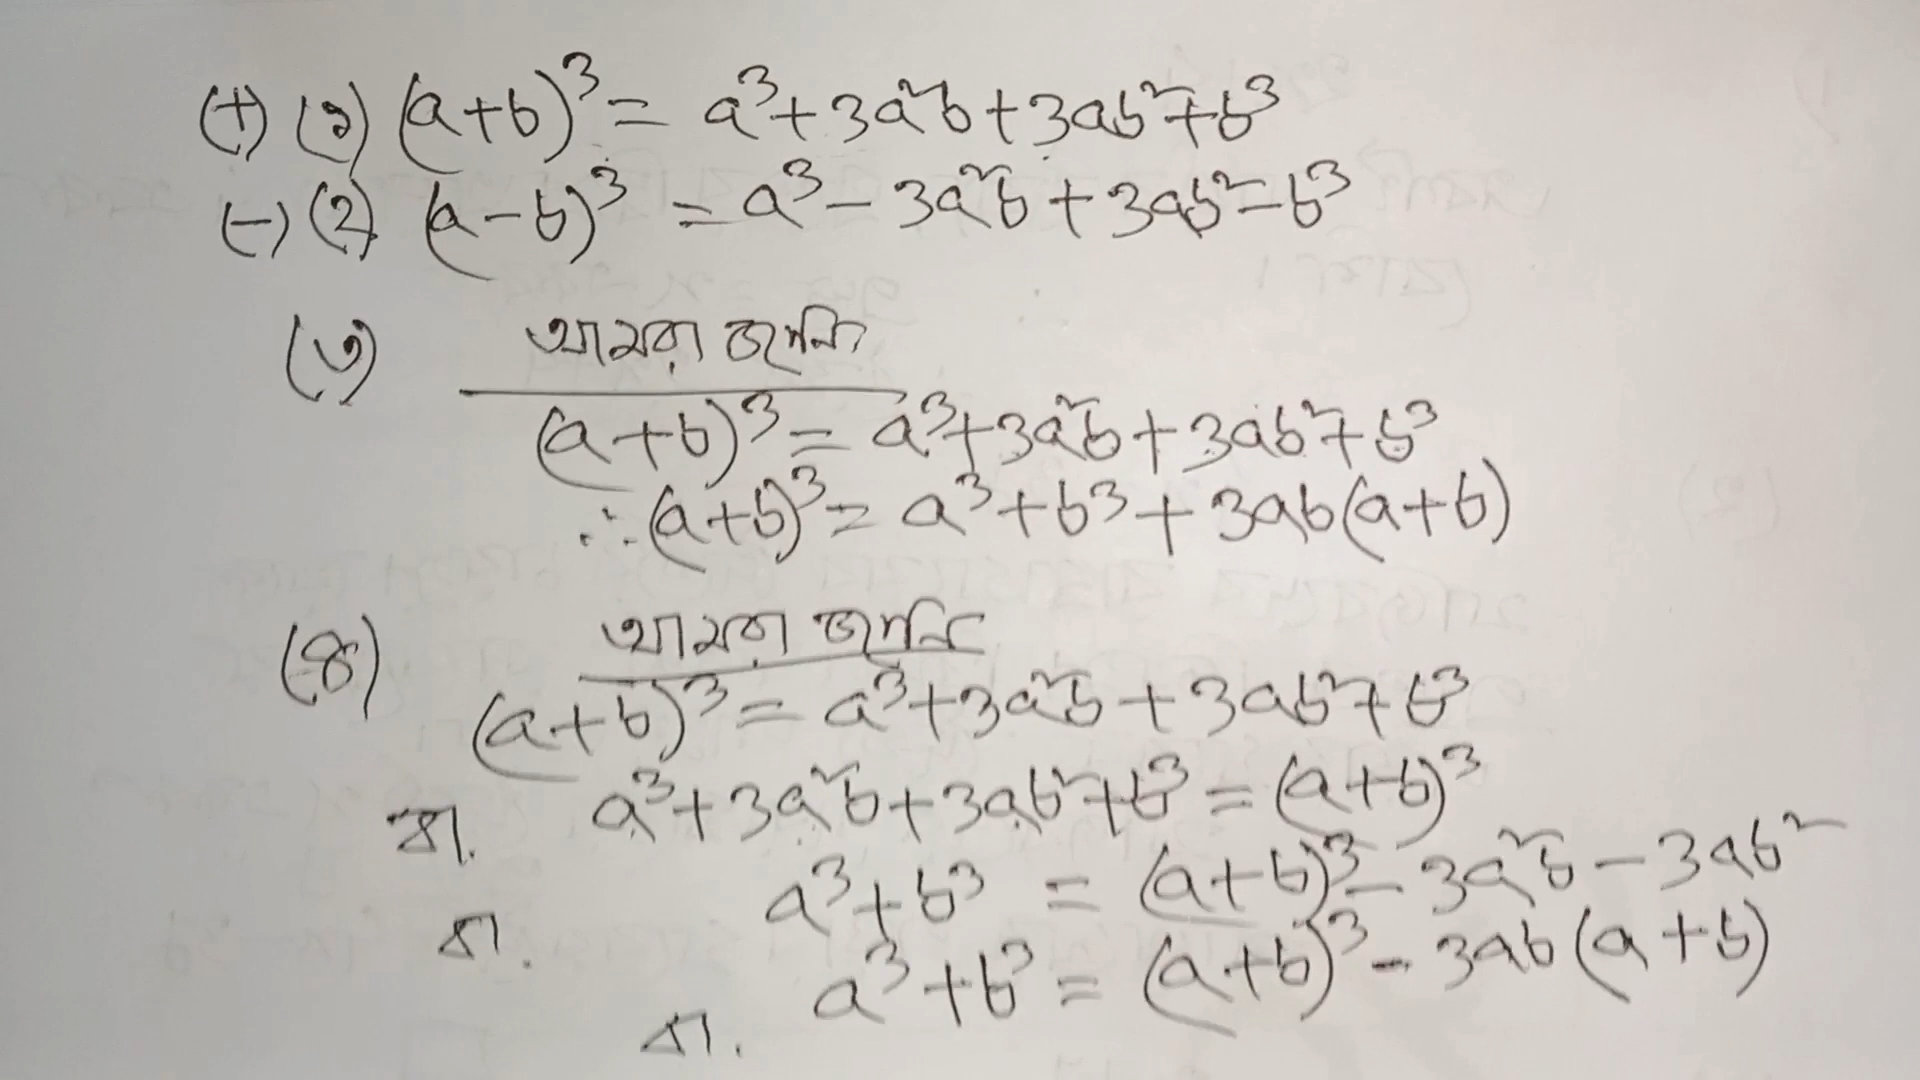 (+) (১) (a+b)³ = a³+3a²b+3ab²+b³
(-) (২) (a-b)³ = a³-3a²b+3ab²-b³
(৩) আমরা জানি
(a+b)³ = a³+3a²b+3ab²+b³
∴ (a+b)³ = a³+b³+3ab(a+b)
(৪) আমরা জানি
(a+b)³ = a³+3a²b+3ab²+b³
বা. a³+3a²b+3ab²+b³ = (a+b)³
বা. a³+b³ = (a+b)³-3a²b-3ab²
বা. a³+b³ = (a+b)³-3ab(a+b)